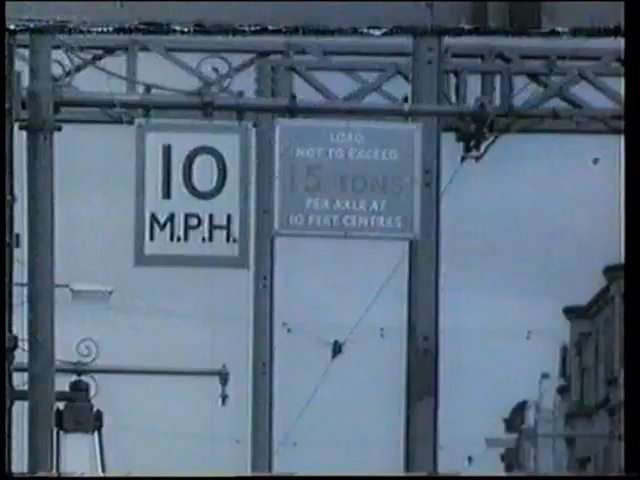 10
M.P.H.
LOAD
NOT TO EXCEED
15 TONS
PER AXLE AT
10 FEET CENTRES